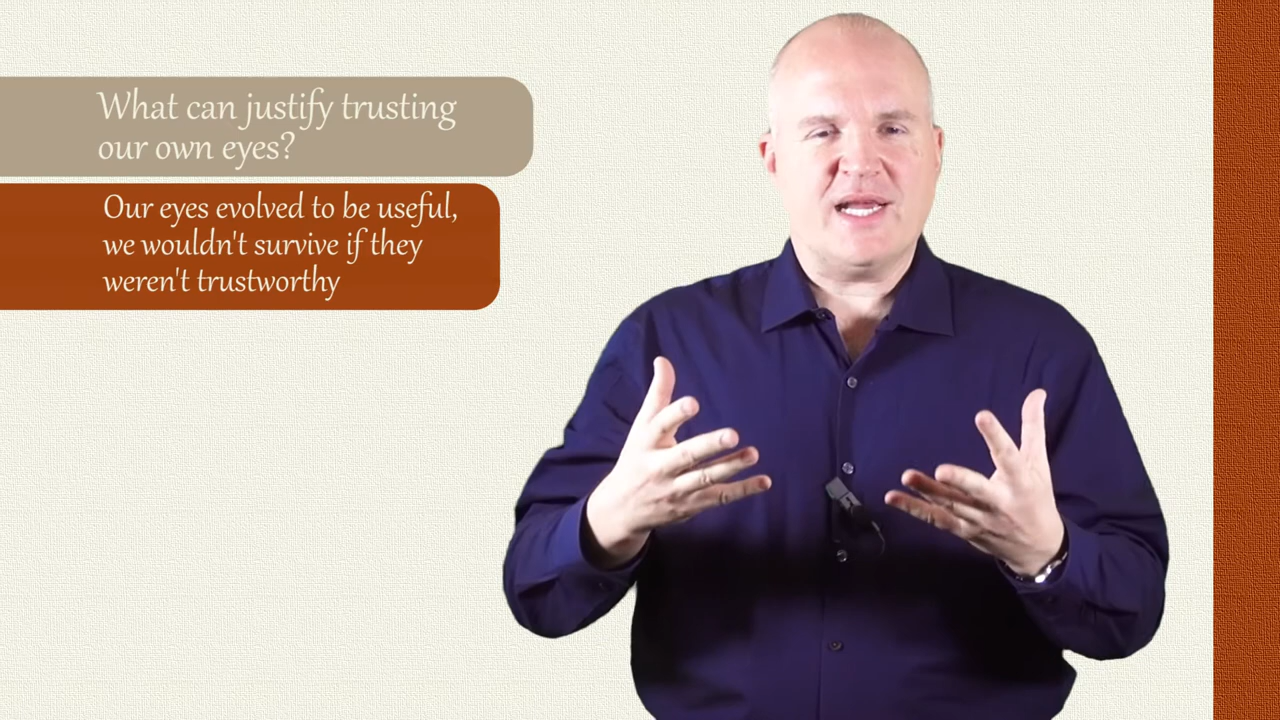 What can justify trusting
our own eyes?
Our eyes evolved to be useful,
we wouldn't survive if they
weren't trustworthy